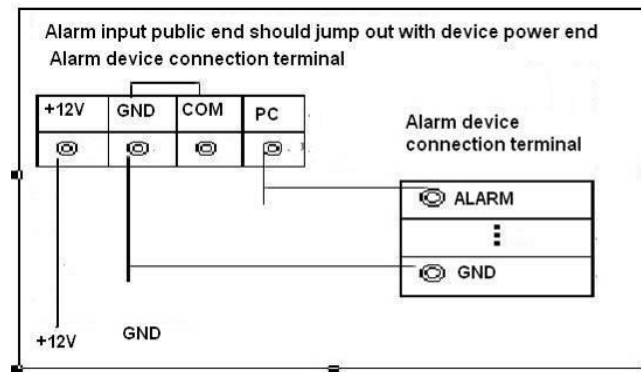 Alarm input public end should jump out with device power end
Alarm device connection terminal
+12V GND COM PC
Alarm device
connection terminal
ALARM
GND
+12V GND